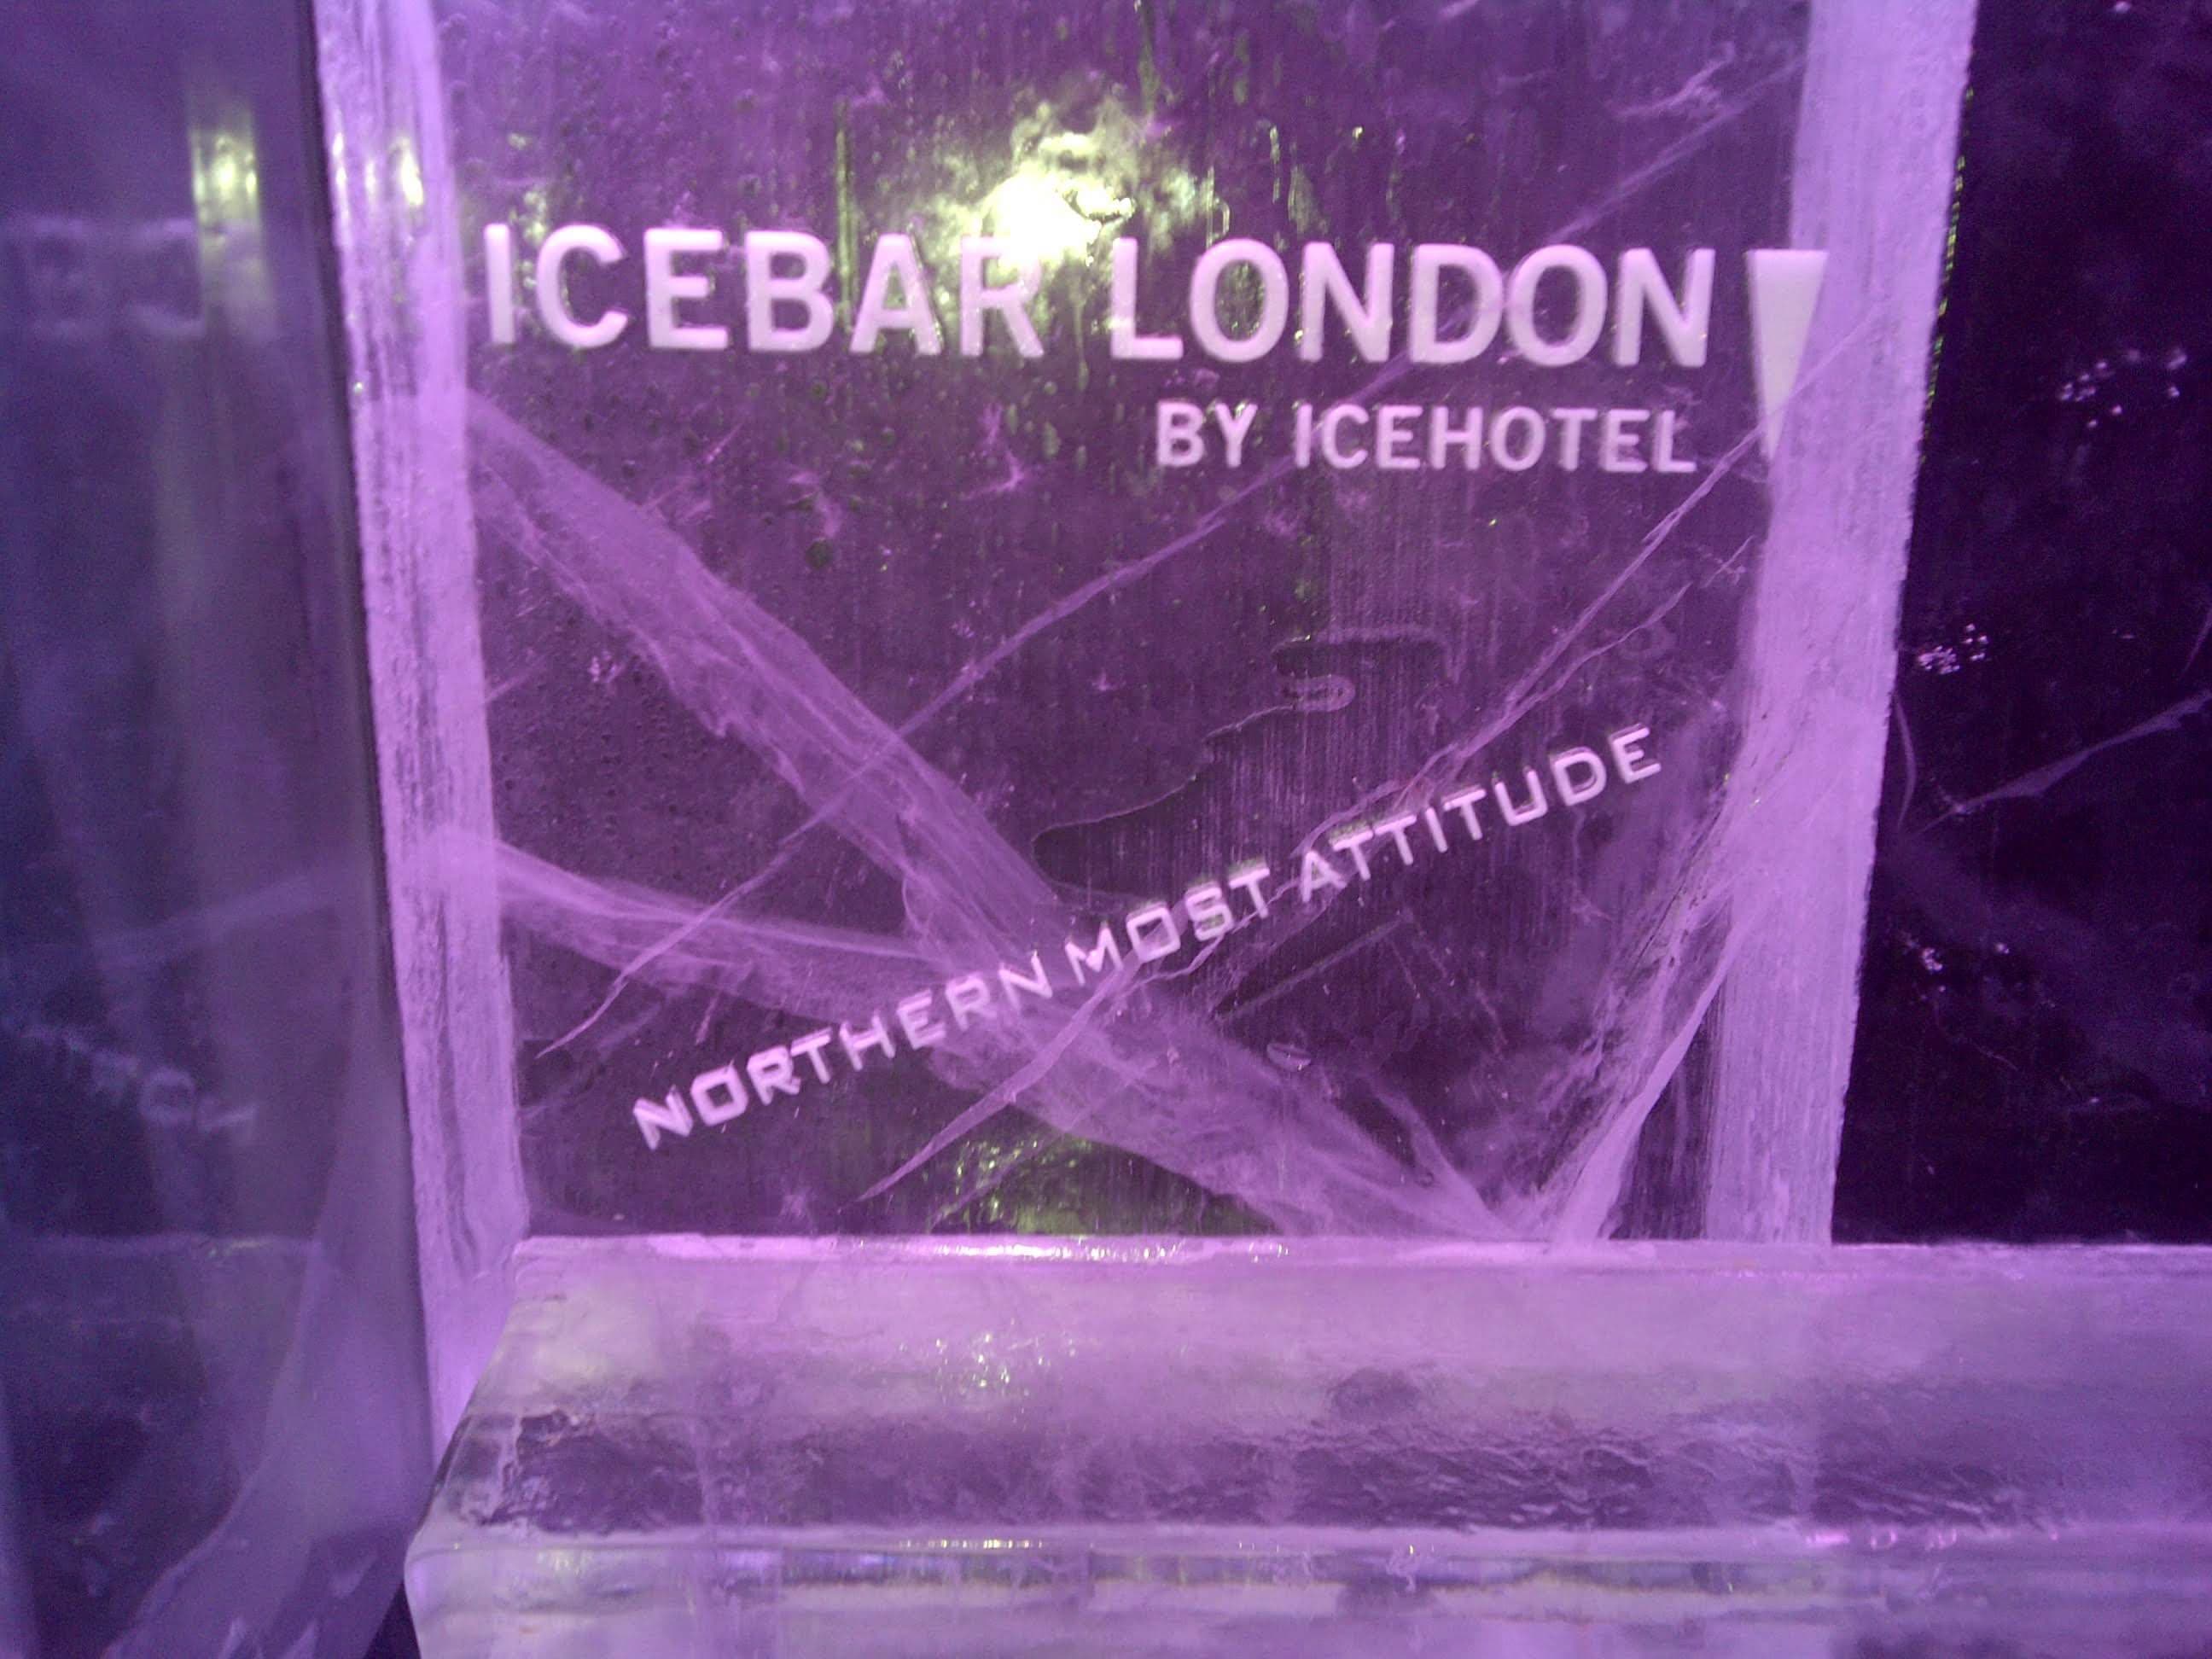 ICEBAR LONDON
BY ICEHOTEL
NORTHERN MOST ATTITUDE